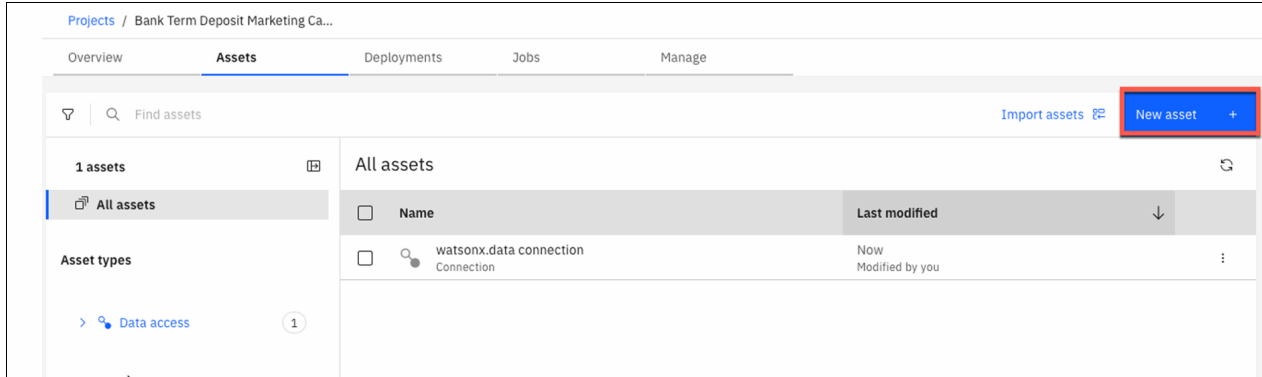 Projects / Bank Term Deposit Marketing Ca...
Overview Assets Deployments Jobs Manage
Find assets Import assets New asset +
1 assets All assets
All assets
Name Last modified
watsonx.data connection Now
Connection Modified by you
Asset types
Data access 1